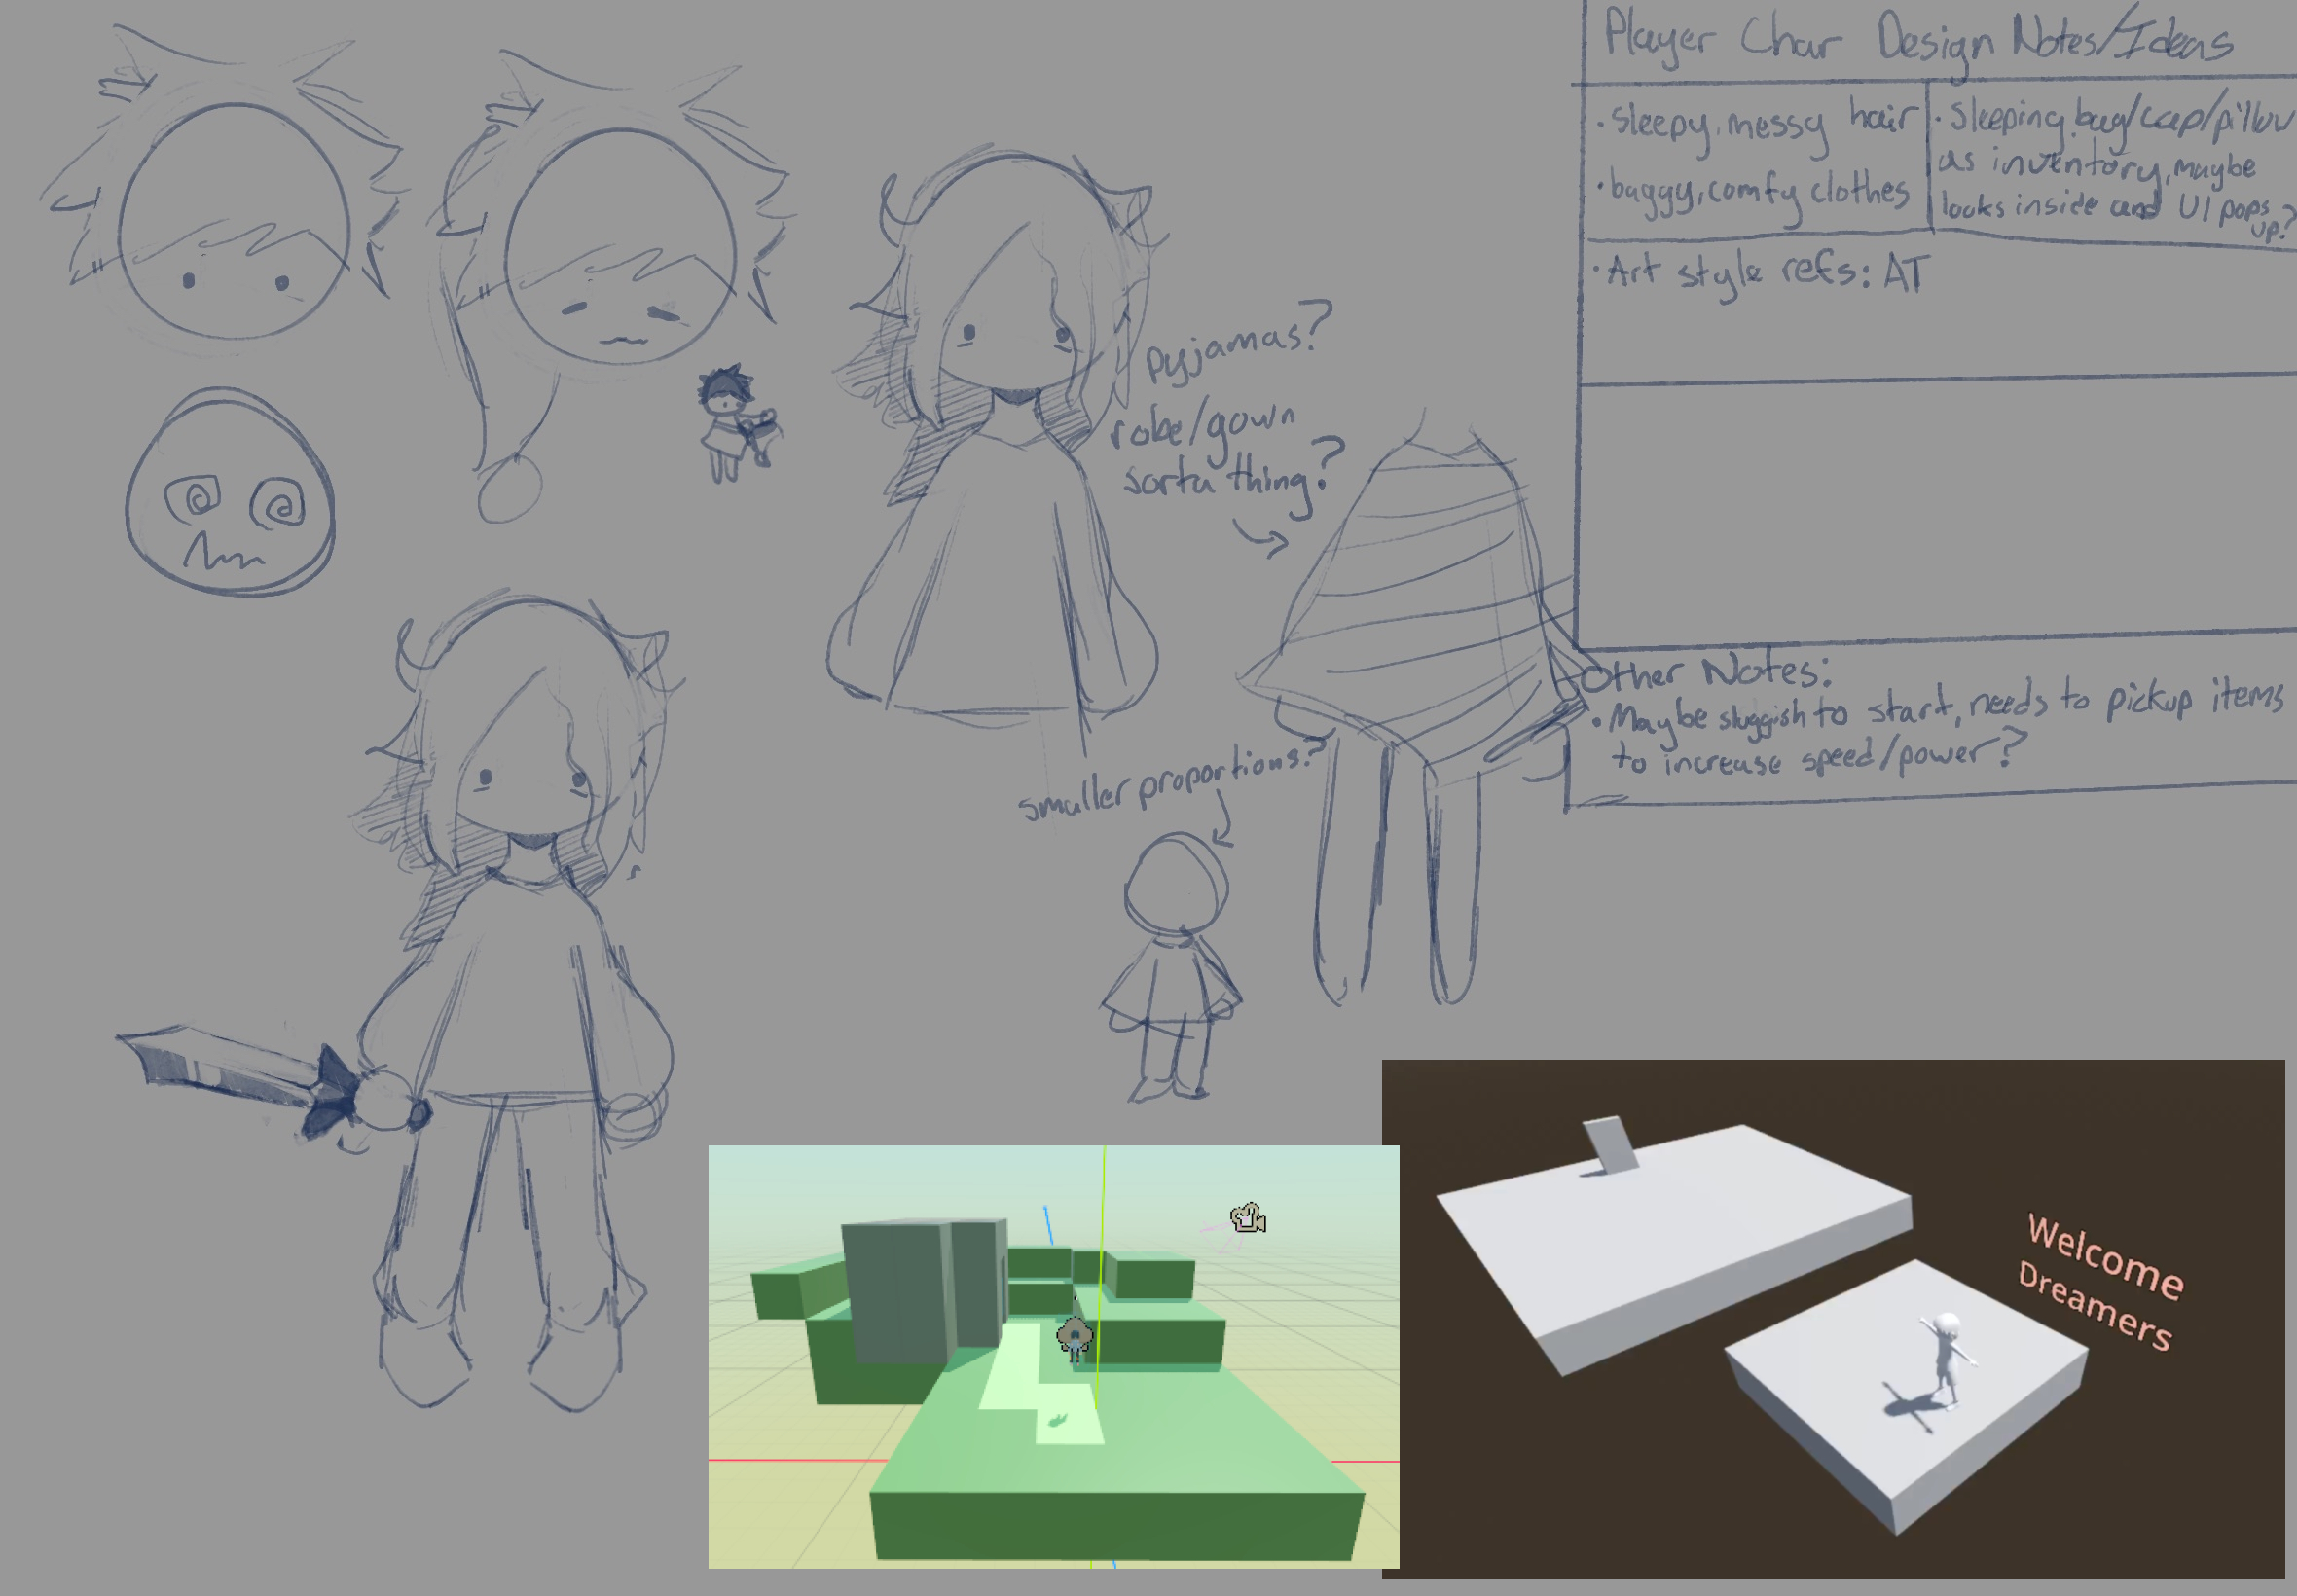 Player Char Design Notes/Ideas
• sleepy, messy hair
• baggy, comfy clothes
• Sleeping bag/cap/pillow
as inventory, maybe
looks inside and UI pops
up?
• Art style refs: AT
pyjamas?
robe/gown
sorta thing?
Other Notes:
• Maybe sluggish to start, needs to pickup items
to increase speed/power?
smaller proportions?
Welcome
Dreamers